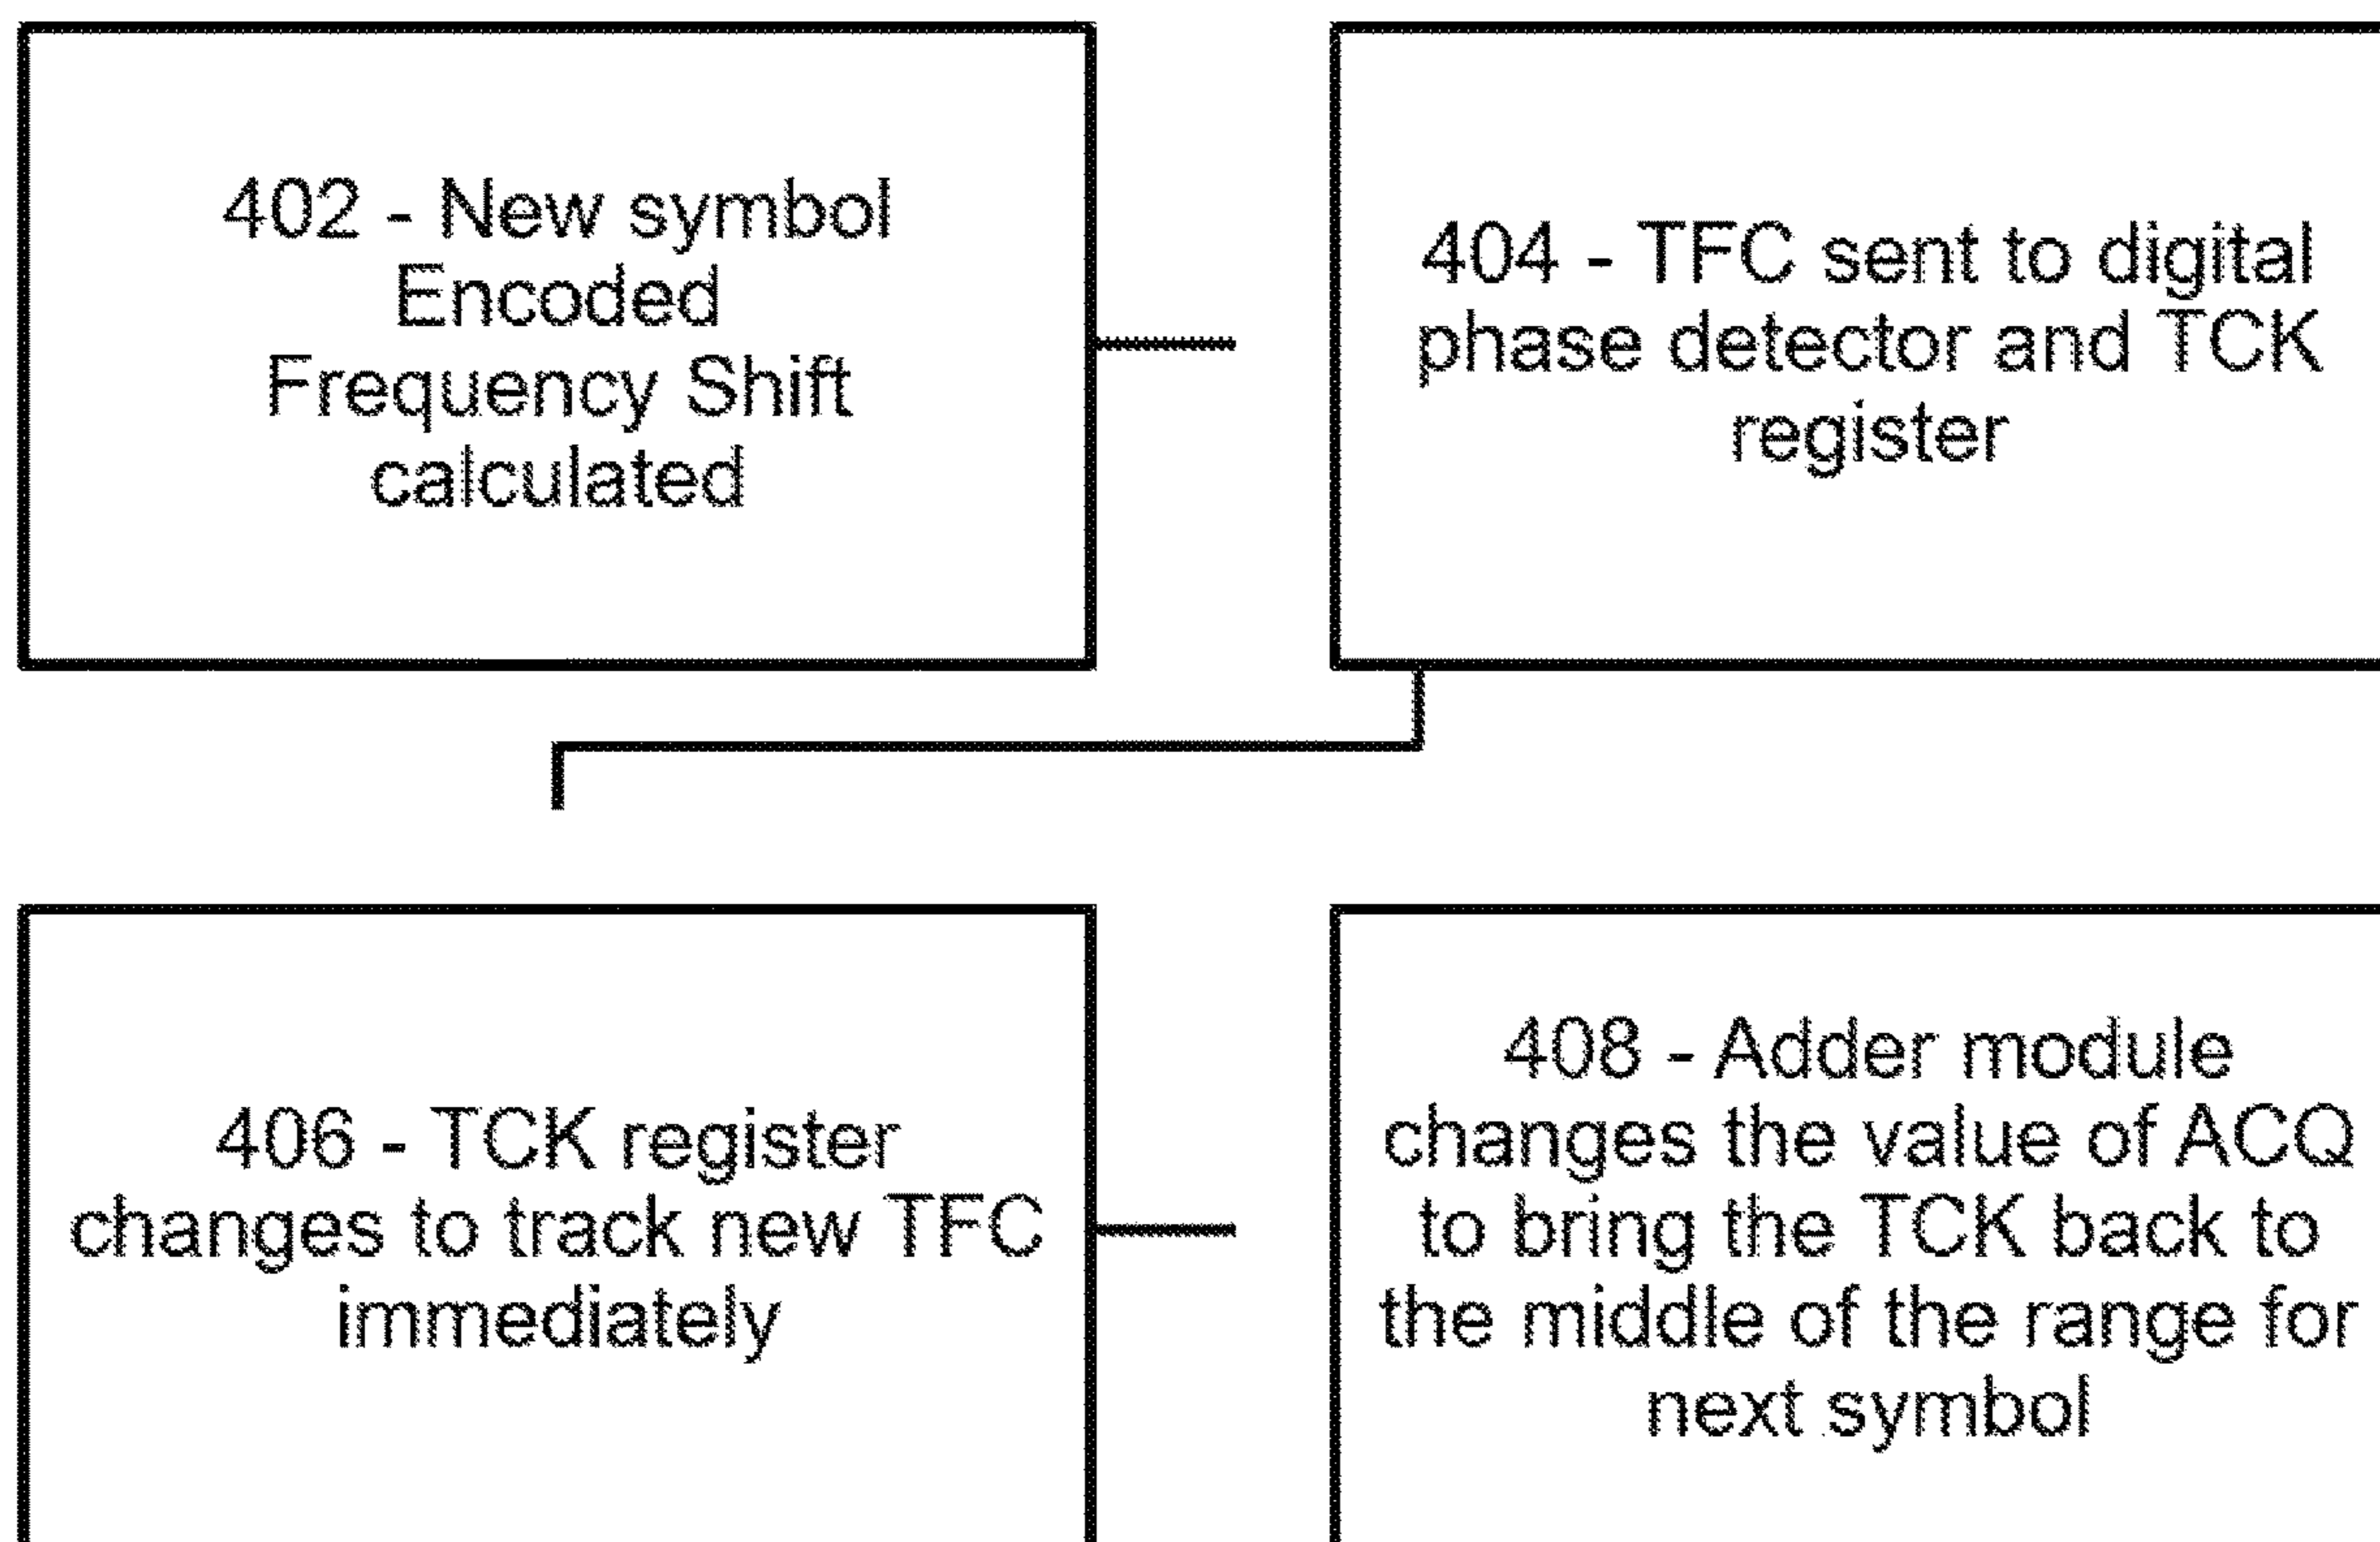 402 - New symbol
Encoded
Frequency Shift
calculated
404 - TFC sent to digital
phase detector and TCK
register
406 - TCK register
changes to track new TFC
immediately
408 - Adder module
changes the value of ACQ
to bring the TCK back to
the middle of the range for
next symbol